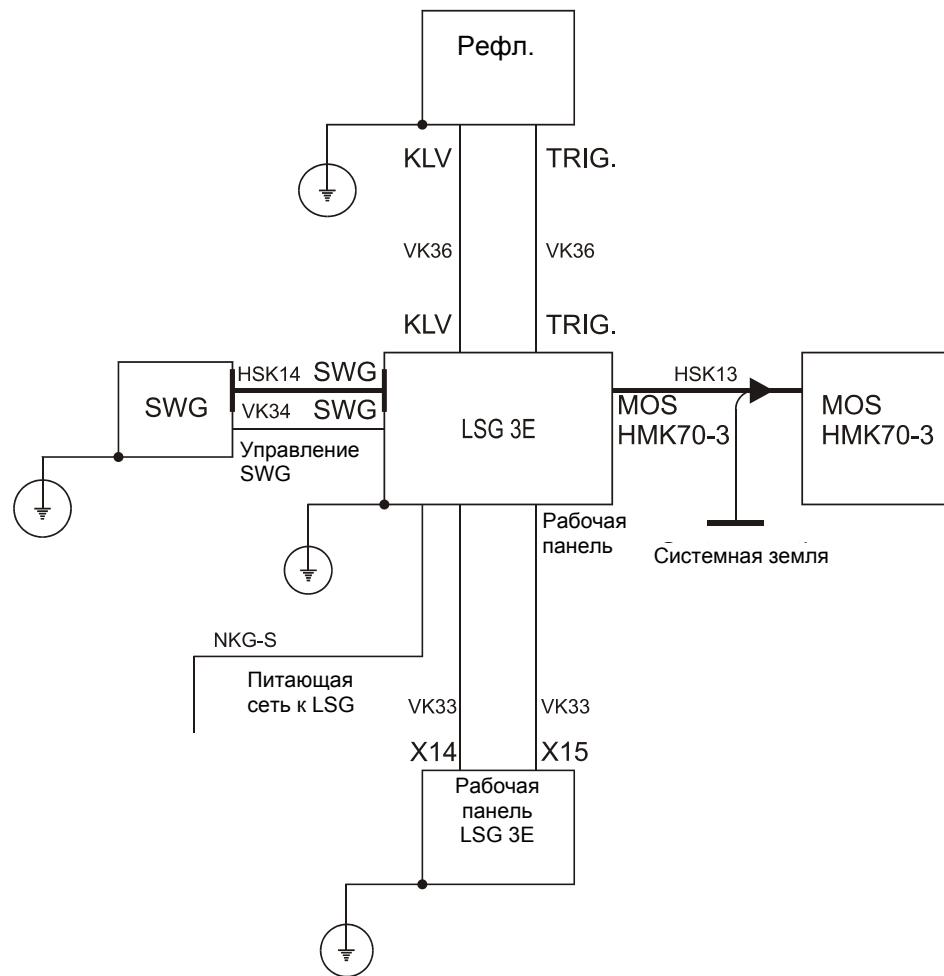 Рефл.
KLV
TRIG.
VK36
VK36
KLV
TRIG.
SWG
HSK14
SWG
VK34
SWG
Управление
SWG
LSG 3E
HSK13
MOS
HMK70-3
MOS
HMK70-3
Рабочая
панель
Системная земля
NKG-S
Питающая
сеть к LSG
VK33
VK33
X14
X15
Рабочая
панель
LSG 3E